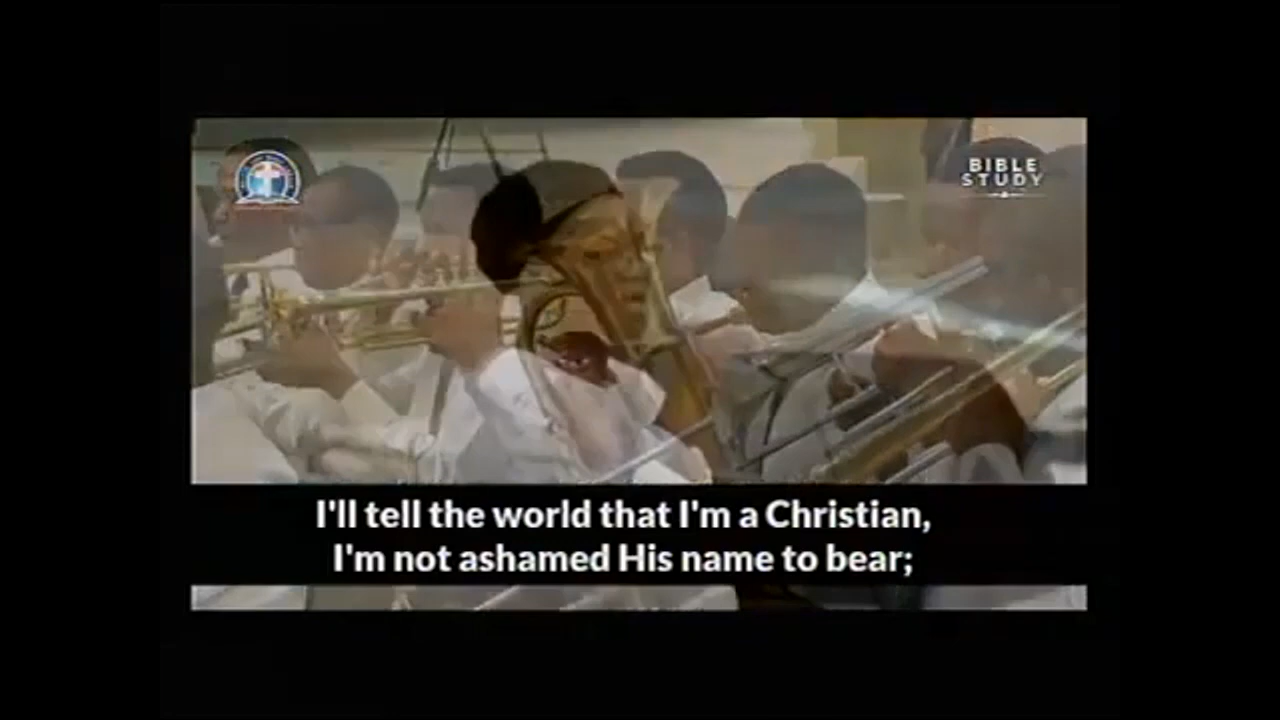 BIBLE
STUDY
I'll tell the world that I'm a Christian,
I'm not ashamed His name to bear;